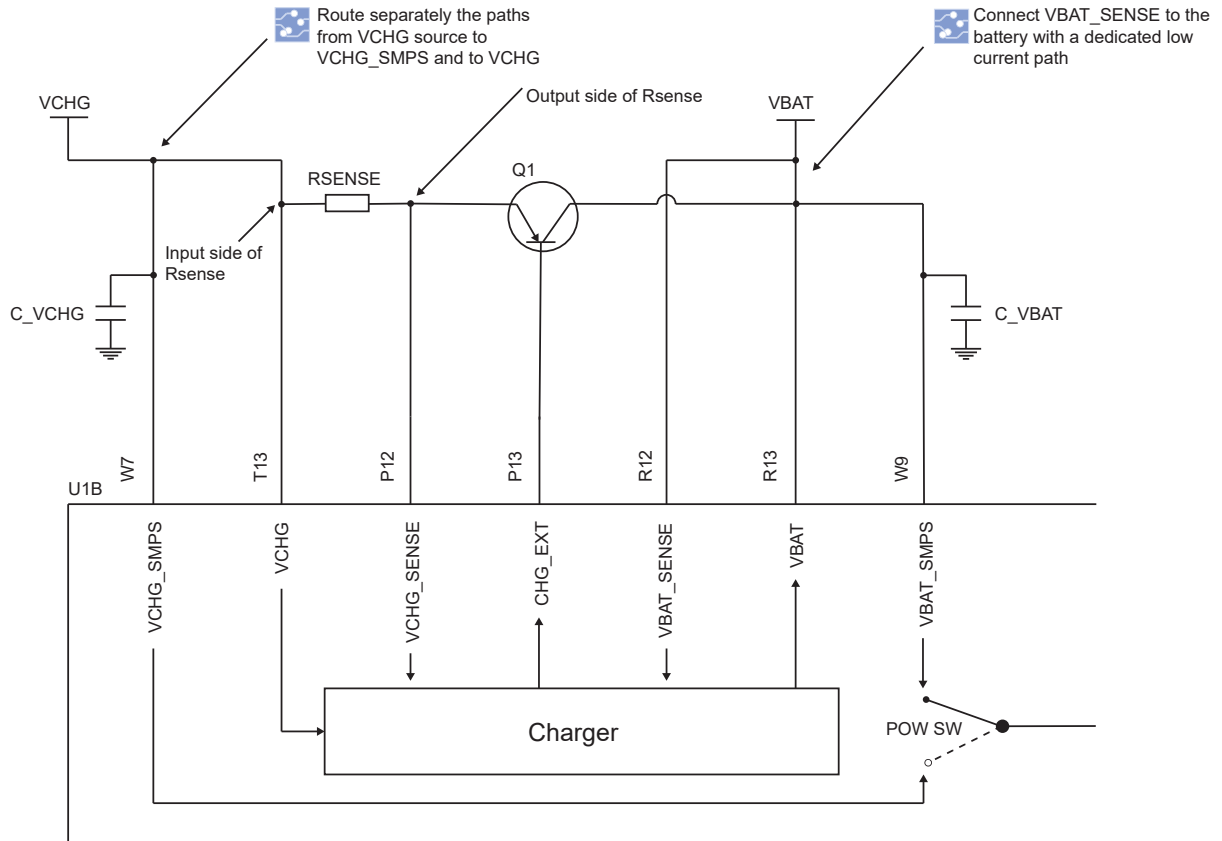 Route separately the paths
from VCHG source to
VCHG_SMPS and to VCHG
Connect VBAT_SENSE to the
battery with a dedicated low
current path
VCHG
Output side of Rsense
VBAT
RSENSE
Q1
Input side of
Rsense
C_VCHG
C_VBAT
W7
T13
P12
P13
R12
R13
W9
U1B
VCHG_SMPS
VCHG
VCHG_SENSE
CHG_EXT
VBAT_SENSE
VBAT
VBAT_SMPS
Charger
POW SW